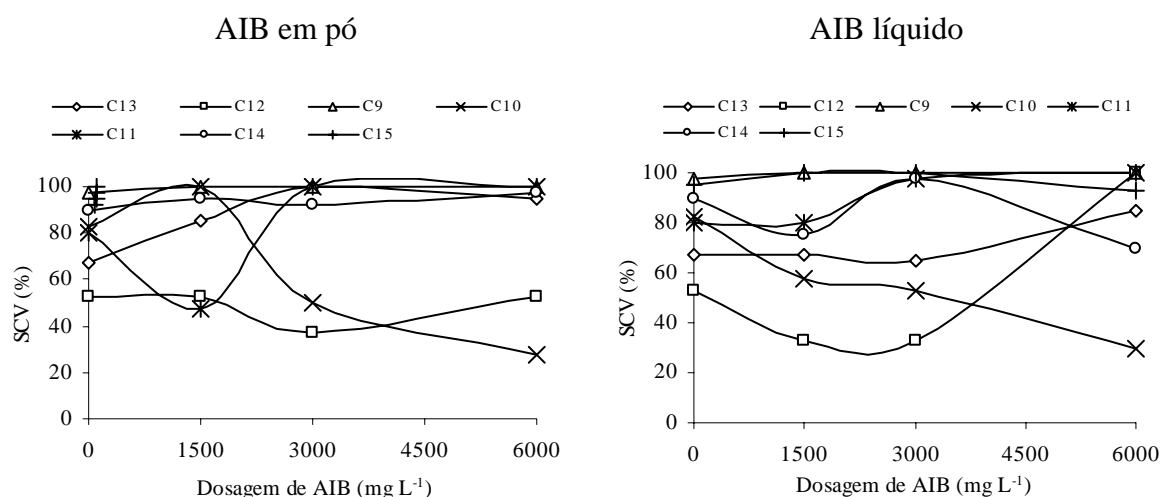 AIB em pó
C13 C12 C9 C10
C11 C14 C15
100
80
60
40
20
0
SCV (%)
0 1500 3000 4500 6000
Dosagem de AIB (mg L-1)
AIB líquido
C13 C12 C9 C10 C11
C14 C15
100
80
60
40
20
0
SCV (%)
0 1500 3000 4500 6000
Dosagem de AIB (mg L-1)